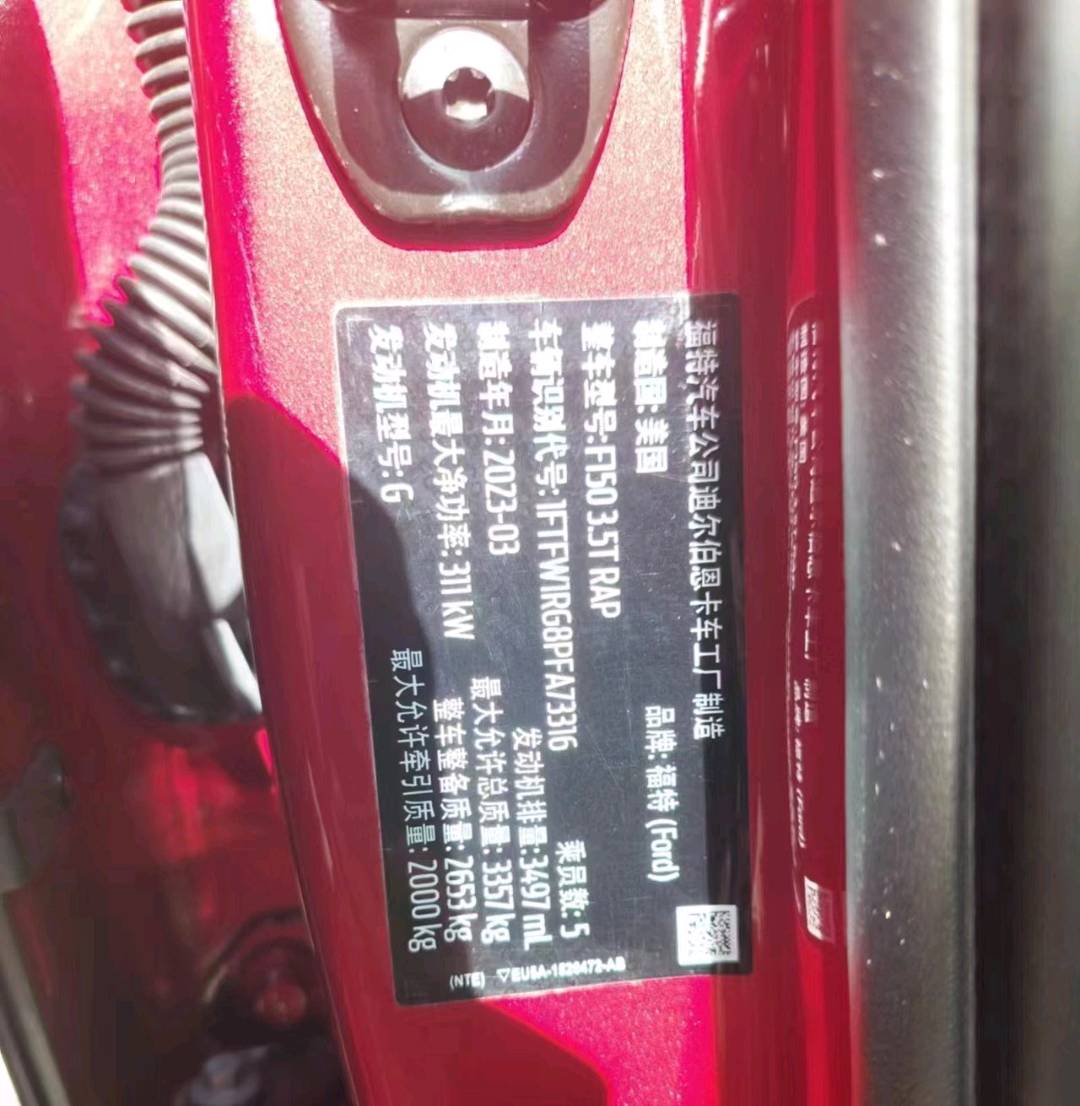 福特汽车公司迪尔伯恩卡车工厂制造
制造国: 美国 品牌: 福特 (Ford)
整车型号: F150 3.5T RAP
车辆识别代号: 1FTFW1RG8PFA73316 乘员数: 5
制造年月: 2023-03 发动机排量: 3497 mL
发动机最大净功率: 311 kW 最大允许总质量: 3357 kg
发动机型号: G 整车整备质量: 2653 kg
最大允许牵引质量: 2000 kg
(NTE)